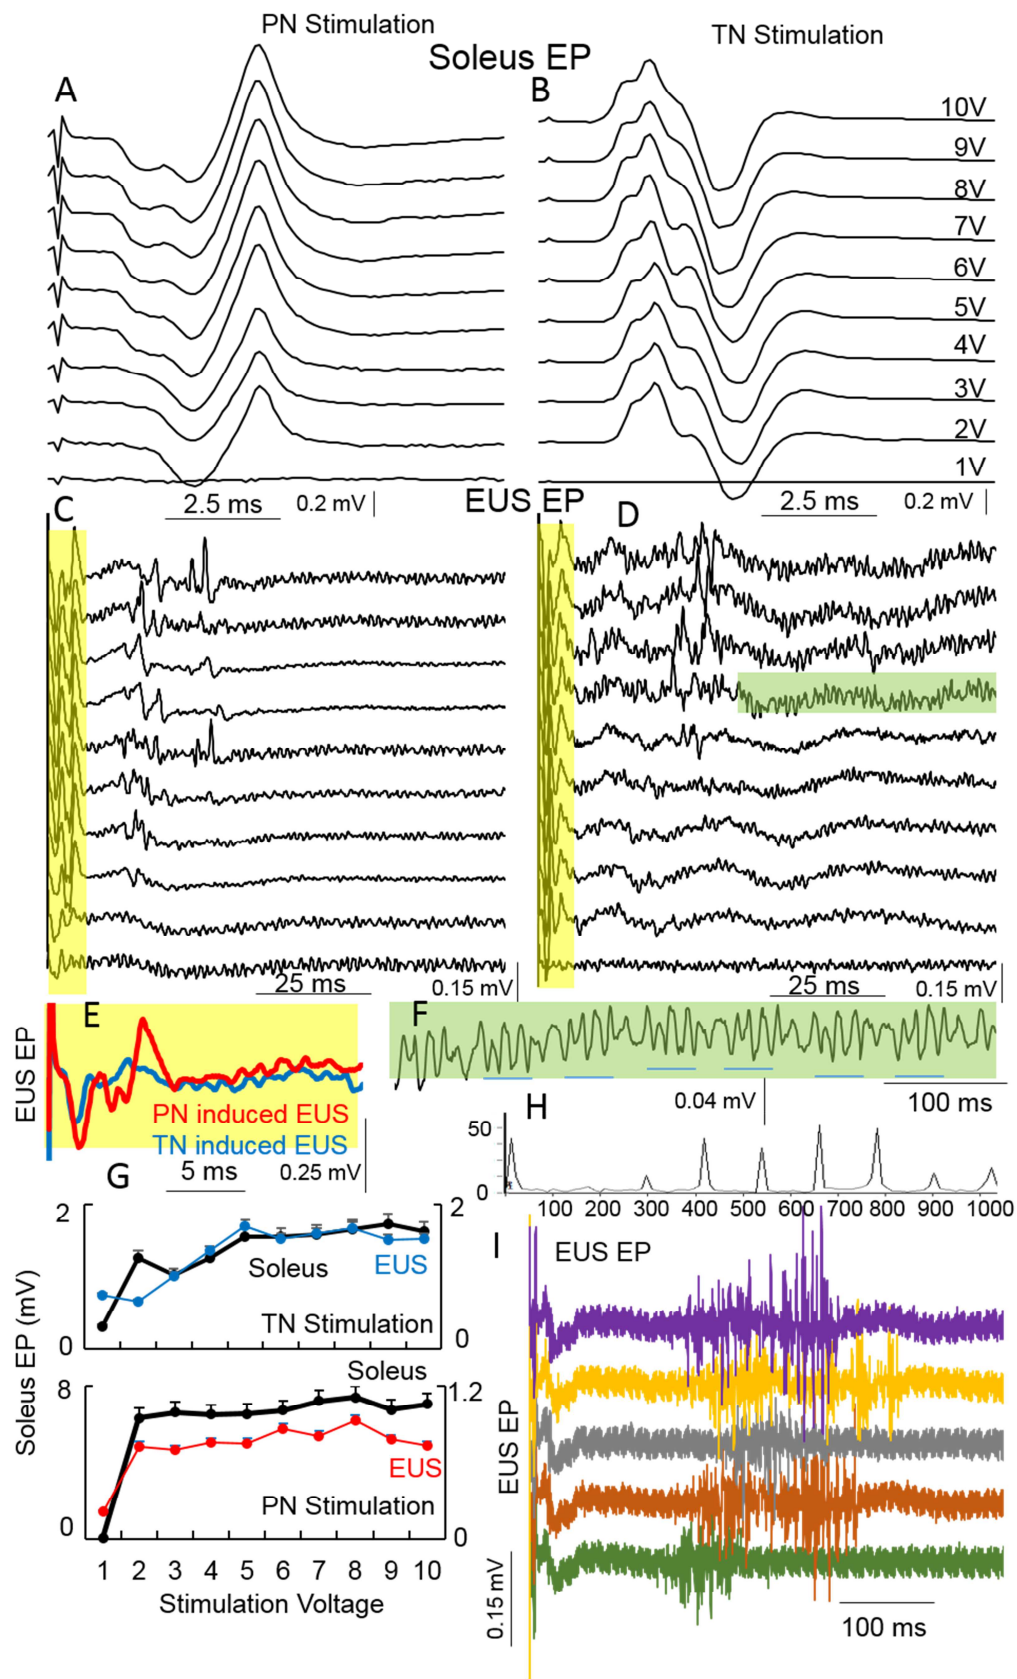 PN Stimulation
TN Stimulation
Soleus EP
A
B
10V
9V
8V
7V
6V
5V
4V
3V
2V
1V
2.5 ms
0.2 mV
2.5 ms
0.2 mV
EUS EP
C
D
25 ms
0.15 mV
25 ms
0.15 mV
E
F
EUS EP
PN induced EUS
TN induced EUS
5 ms
0.25 mV
0.04 mV
100 ms
G
H
50
0
100 200 300 400 500 600 700 800 900 1000
2
2
Soleus
EUS
TN Stimulation
0
0
Soleus EP (mV)
Soleus
8
1.2
EUS
PN Stimulation
0
0
1 2 3 4 5 6 7 8 9 10
Stimulation Voltage
I
EUS EP
EUS EP
0.15 mV
100 ms